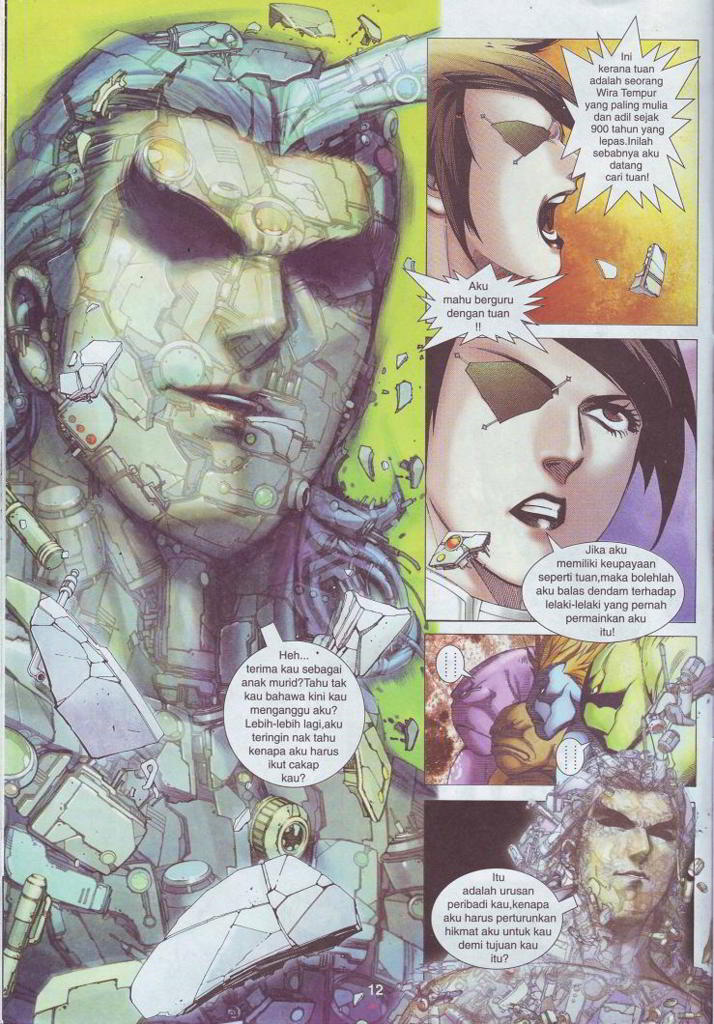 Ini
kerana tuan
adalah seorang
Wira Tempur
yang paling mulia
dan adil sejak
900 tahun yang
lepas.Inilah
sebabnya aku
datang
cari tuan!
Aku
mahu berguru
dengan tuan
!!
Jika aku
memiliki keupayaan
seperti tuan,maka bolehlah
aku balas dendam terhadap
lelaki-lelaki yang pernah
permainkan aku
itu!
Heh...
terima kau sebagai
anak murid?Tahu tak
kau bahawa kini kau
menganggu aku?
Lebih-lebih lagi,aku
teringin nak tahu
kenapa aku harus
ikut cakap
kau?
Itu
adalah urusan
peribadi kau,kenapa
aku harus perturunkan
hikmat aku untuk kau
demi tujuan kau
itu?
12